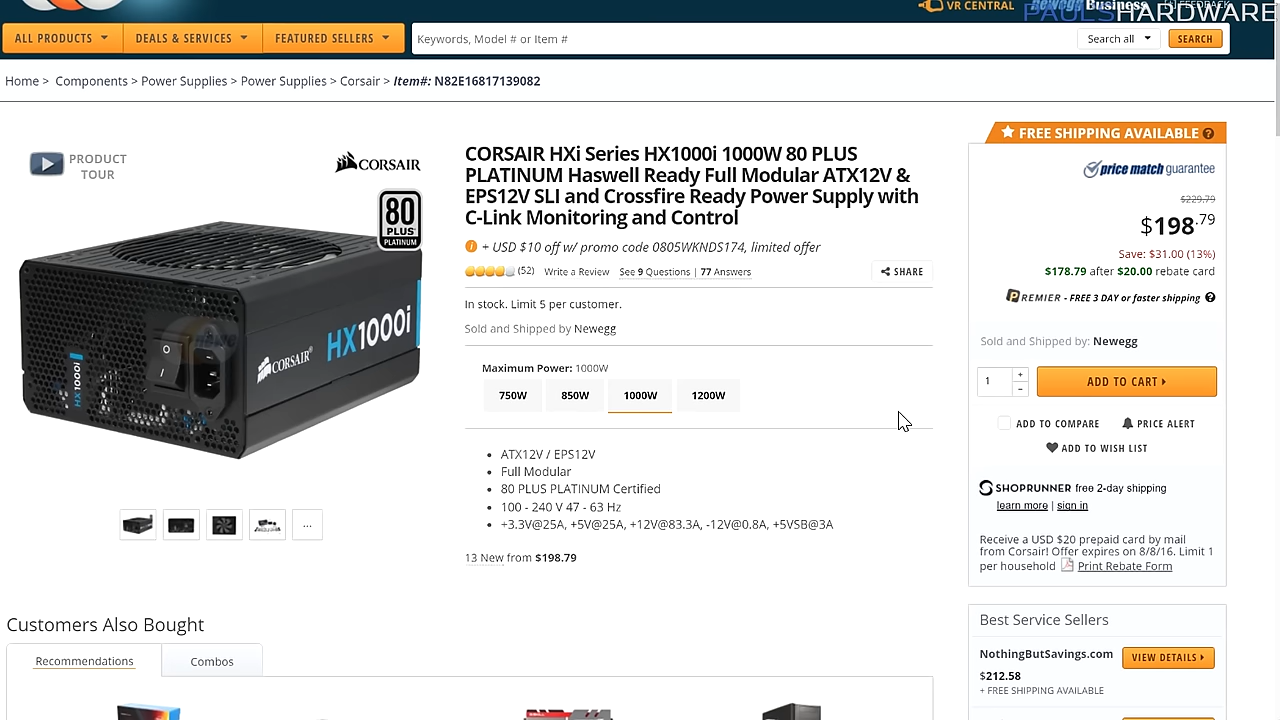 VR CENTRAL
newegg Business
FEEDBACK
PAULSHARDWARE
ALL PRODUCTS
DEALS & SERVICES
FEATURED SELLERS
Keywords, Model # or Item #
Search all
SEARCH
Home > Components > Power Supplies > Power Supplies > Corsair > Item#: N82E16817139082
PRODUCT
TOUR
CORSAIR
80
PLUS
PLATINUM
HX1000i
CORSAIR
HX1000i
CORSAIR HXi Series HX1000i 1000W 80 PLUS
PLATINUM Haswell Ready Full Modular ATX12V &
EPS12V SLI and Crossfire Ready Power Supply with
C-Link Monitoring and Control
+ USD $10 off w/ promo code 0805WKNDS174, limited offer
(52) Write a Review See 9 Questions | 77 Answers
SHARE
In stock. Limit 5 per customer.
Sold and Shipped by Newegg
Maximum Power: 1000W
750W 850W 1000W 1200W
• ATX12V / EPS12V
• Full Modular
• 80 PLUS PLATINUM Certified
• 100 - 240 V 47 - 63 Hz
• +3.3V@25A, +5V@25A, +12V@83.3A, -12V@0.8A, +5VSB@3A
13 New from $198.79
FREE SHIPPING AVAILABLE
price match guarantee
$229.79
$198.79
Save: $31.00 (13%)
$178.79 after $20.00 rebate card
PREMIER - FREE 3 DAY or faster shipping
Sold and Shipped by: Newegg
1
+
-
ADD TO CART
ADD TO COMPARE
PRICE ALERT
ADD TO WISH LIST
SHOPRUNNER free 2-day shipping
learn more | sign in
Receive a USD $20 prepaid card by mail
from Corsair! Offer expires on 8/8/16. Limit 1
per household Print Rebate Form
Customers Also Bought
Recommendations
Combos
Best Service Sellers
NothingButSavings.com
VIEW DETAILS
$212.58
+ FREE SHIPPING AVAILABLE